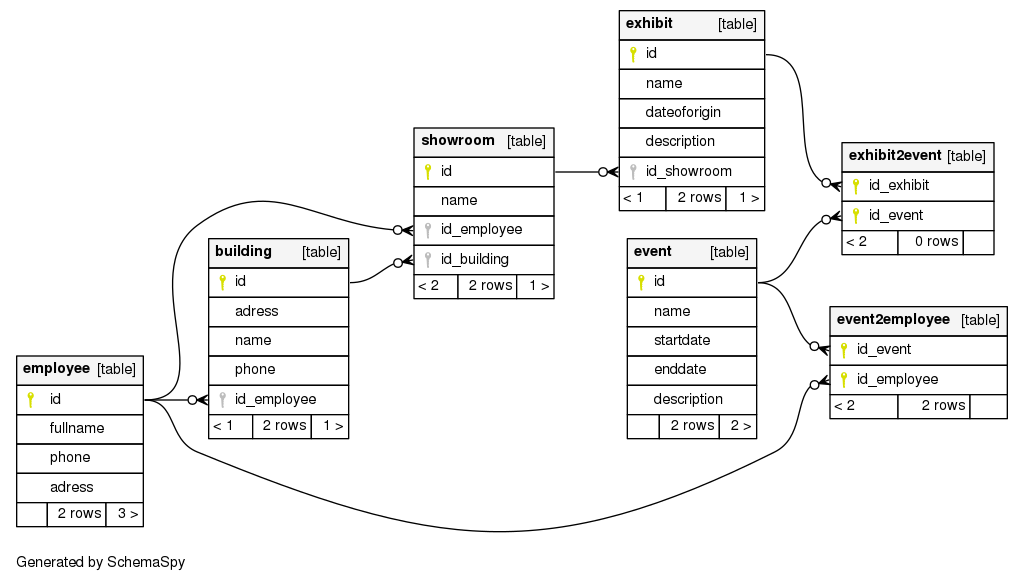 exhibit [table]
id
name
dateoforigin
description
id_showroom
< 1 2 rows 1 >
showroom [table]
id
name
id_employee
id_building
< 2 2 rows 1 >
exhibit2event [table]
id_exhibit
id_event
< 2 0 rows
building [table]
id
adress
name
phone
id_employee
< 1 2 rows 1 >
event [table]
id
name
startdate
enddate
description
2 rows 2 >
event2employee [table]
id_event
id_employee
< 2 2 rows
employee [table]
id
fullname
phone
adress
2 rows 3 >
Generated by SchemaSpy